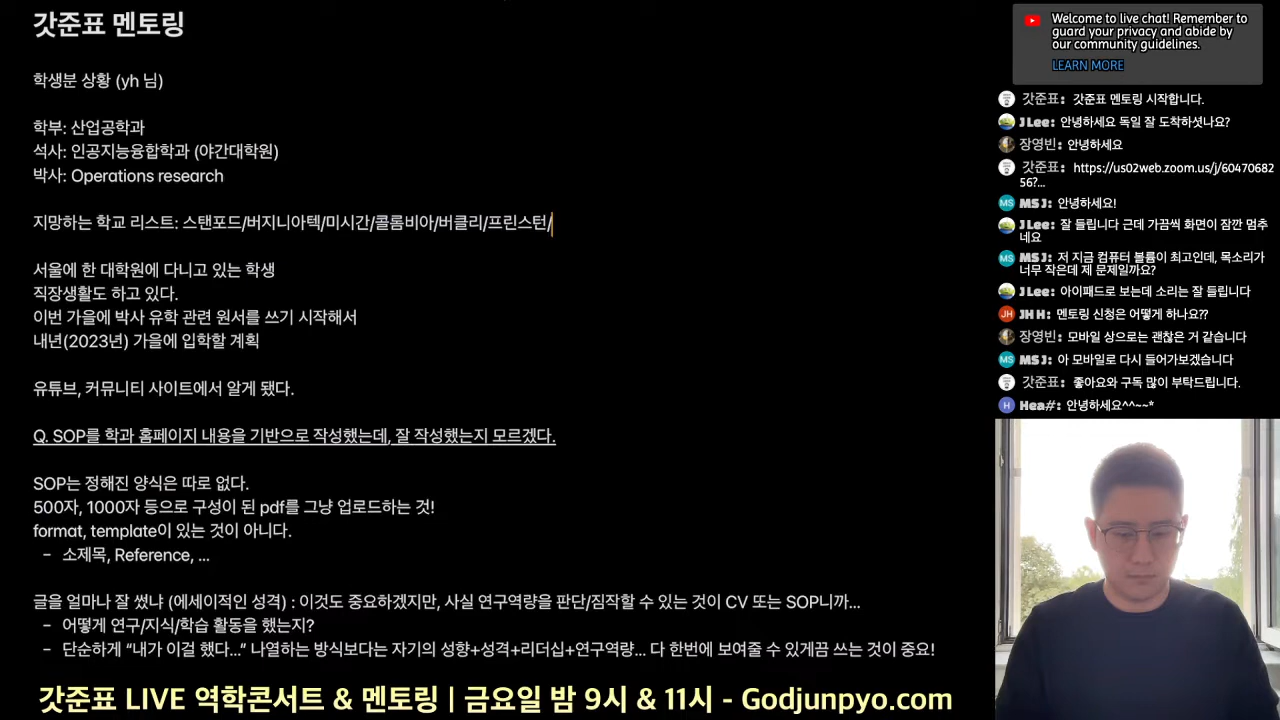 갓준표 멘토링
학생분 상황 (yh 님)
학부: 산업공학과
석사: 인공지능융합학과 (야간대학원)
박사: Operations research
지망하는 학교 리스트: 스탠포드/버지니아텍/미시간/콜롬비아/버클리/프린스턴/
서울에 한 대학원에 다니고 있는 학생
직장생활도 하고 있다.
이번 가을에 박사 유학 관련 원서를 쓰기 시작해서
내년(2023년) 가을에 입학할 계획
유튜브, 커뮤니티 사이트에서 알게 됐다.
Q. SOP를 학과 홈페이지 내용을 기반으로 작성했는데, 잘 작성했는지 모르겠다.
SOP는 정해진 양식은 따로 없다.
500자, 1000자 등으로 구성이 된 pdf를 그냥 업로드하는 것!
format, template이 있는 것이 아니다.
- 소제목, Reference, ...
글을 얼마나 잘 썼냐 (에세이적인 성격) : 이것도 중요하겠지만, 사실 연구역량을 판단/짐작할 수 있는 것이 CV 또는 SOP니까...
- 어떻게 연구/지식/학습 활동을 했는지?
- 단순하게 “내가 이걸 했다...” 나열하는 방식보다는 자기의 성향+성격+리더십+연구역량... 다 한번에 보여줄 수 있게끔 쓰는 것이 중요!
갓준표 LIVE 역학콘서트 & 멘토링 | 금요일 밤 9시 & 11시 - Godjunpyo.com
Welcome to live chat! Remember to
guard your privacy and abide by
our community guidelines.
LEARN MORE
갓준표: 갓준표 멘토링 시작합니다.
J Lee: 안녕하세요 독일 잘 도착하셧나요?
장영빈: 안녕하세요
갓준표: https://us02web.zoom.us/j/60470682
56?...
MS J: 안녕하세요!
J Lee: 잘 들립니다 근데 가끔씩 화면이 잠깐 멈추
네요
MS J: 저 지금 컴퓨터 볼륨이 최고인데, 목소리가
너무 작은데 제 문제일까요?
J Lee: 아이패드로 보는데 소리는 잘 들립니다
JH JH H: 멘토링 신청은 어떻게 하나요??
장영빈: 모바일 상으로는 괜찮은 거 같습니다
MS J: 아 모바일로 다시 들어가보겠습니다
갓준표: 좋아요와 구독 많이 부탁드립니다.
H Hea#: 안녕하세요^^~~*